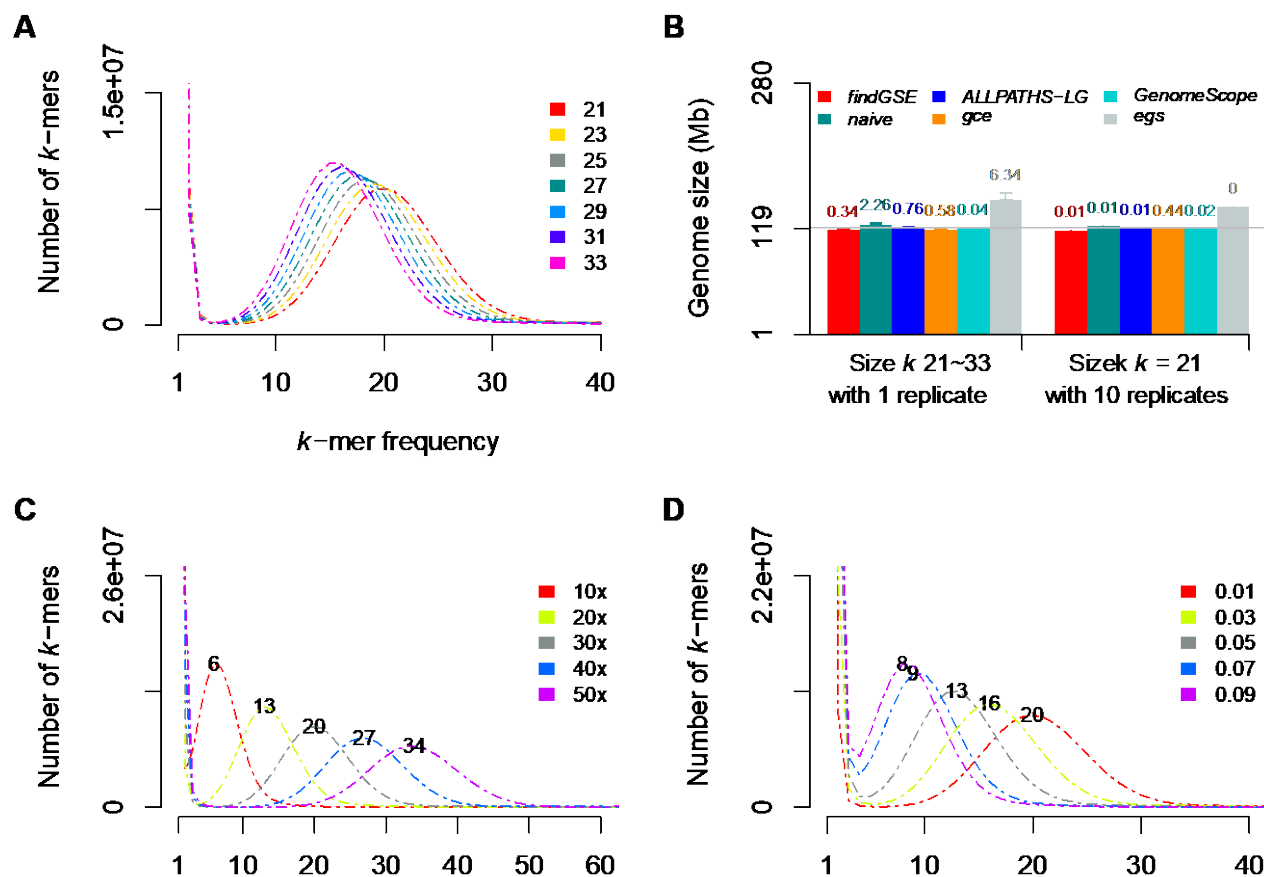 A
Number of k−mers
1.5e+07
0
21
23
25
27
29
31
33
1 10 20 30 40
k−mer frequency
B
Genome size (Mb)
280
119
1
findGSE ALLPATHS−LG GenomeScope
naive gce egs
0.34 2.26 0.76 0.58 0.04 6.34
0.01 0.01 0.01 0.44 0.02 0
Size k 21~33
with 1 replicate
Sizek k = 21
with 10 replicates
C
Number of k−mers
2.6e+07
0
10x
20x
30x
40x
50x
6
13
20
27
34
1 10 20 30 40 50 60
D
Number of k−mers
2.2e+07
0
0.01
0.03
0.05
0.07
0.09
8
9
13
16
20
1 10 20 30 40